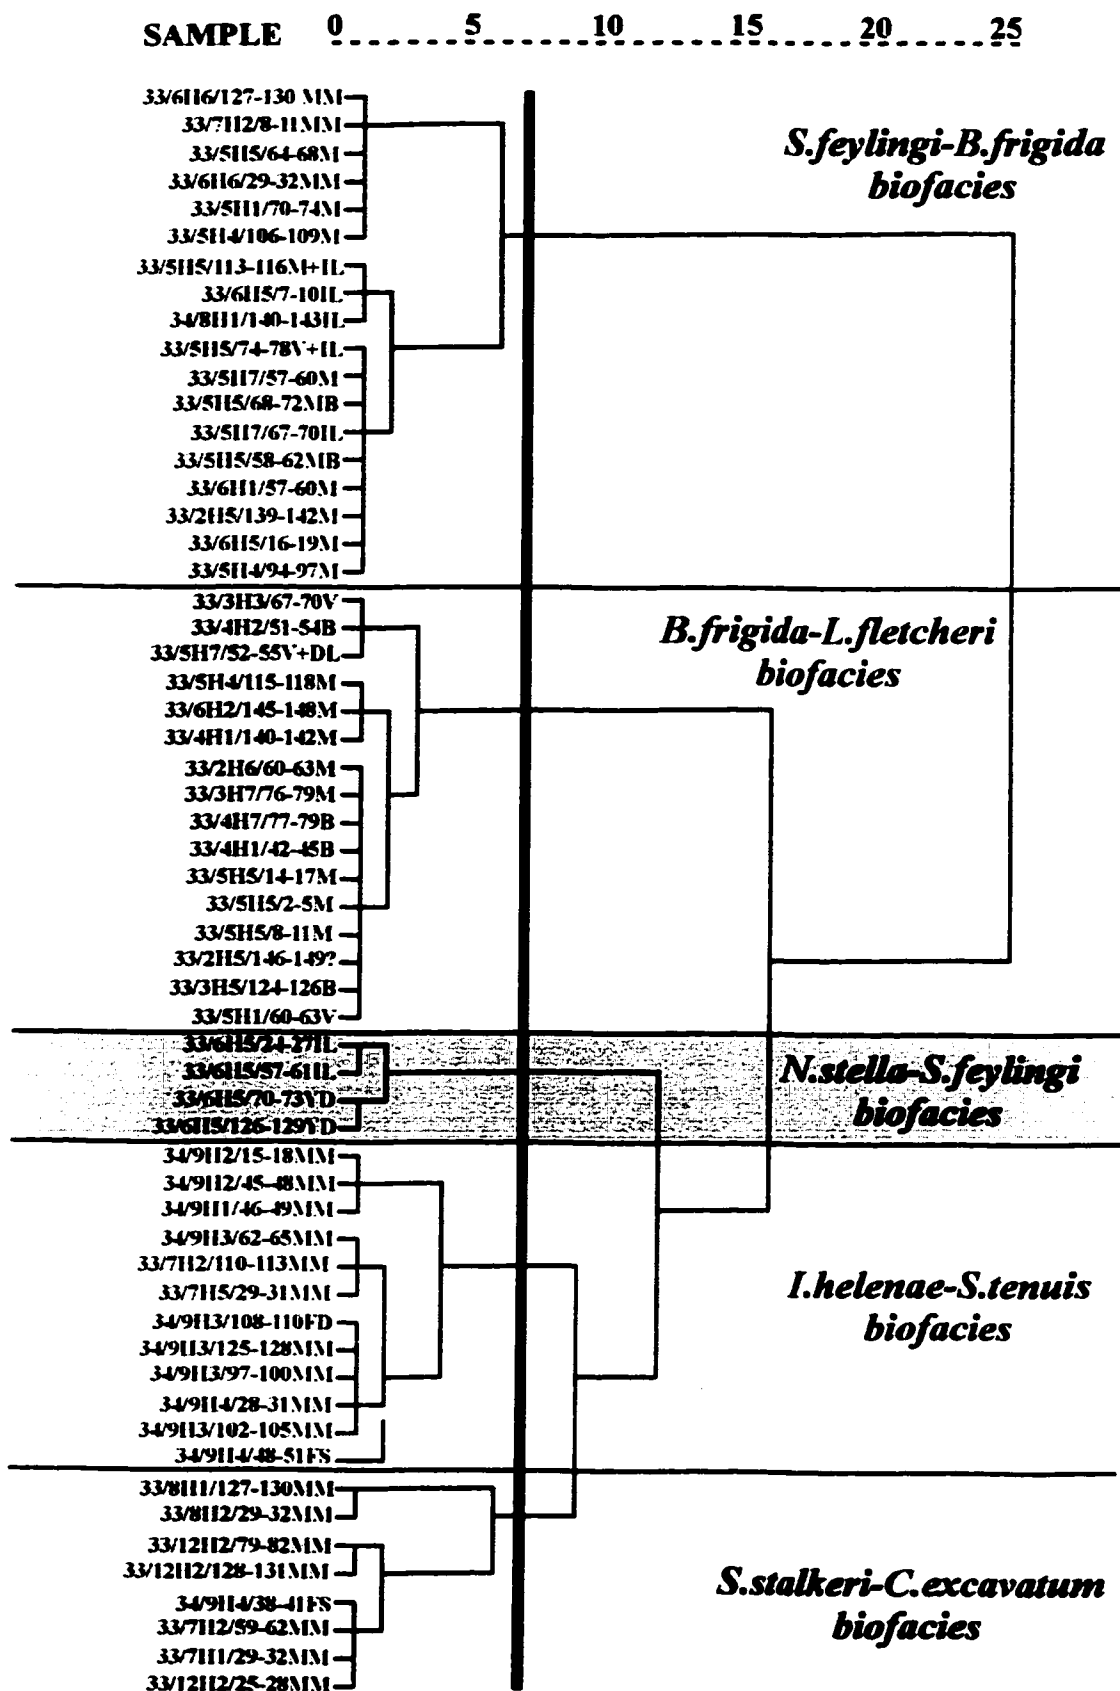 SAMPLE 0 5 10 15 20 25
33/6H6/127-130 MM
33/7H2/8-11MM
S.feylingi-B.frigida
biofacies
33/5H5/64-68M
33/6H6/29-32MM
33/5H1/70-74M
33/5H4/106-109M
33/5H5/113-116M+IL
33/6H5/7-10IL
34/8H1/140-143IL
33/5H5/74-78V+IL
33/5H7/57-60M
33/5H5/68-72MB
33/5H7/67-70IL
33/5H5/58-62MB
33/6H1/57-60M
33/2H5/139-142M
33/6H5/16-19M
33/5H4/94-97M
33/3H3/67-70V
33/4H2/51-54B
B.frigida-L.fletcheri
biofacies
33/5H7/52-55V+DL
33/5H4/115-118M
33/6H2/145-148M
33/4H1/140-142M
33/2H6/60-63M
33/3H7/76-79M
33/4H7/77-79B
33/4H1/42-45B
33/5H5/14-17M
33/5H5/2-5M
33/5H5/8-11M
33/2H5/146-149?
33/3H5/124-126B
33/5H1/60-63V
33/6H5/24-27IL
33/6H5/57-61IL
N.stella-S.feylingi
biofacies
33/6H5/70-73YD
33/6H5/126-129YD
34/9H2/15-18MM
34/9H2/45-48MM
34/9H1/46-49MM
34/9H3/62-65MM
33/7H2/110-113MM
33/7H5/29-31MM
I.helenae-S.tenuis
biofacies
34/9H3/108-110FD
34/9H3/125-128MM
34/9H3/97-100MM
34/9H4/28-31MM
34/9H3/102-105MM
34/9H4/48-51FS
33/8H1/127-130MM
33/8H2/29-32MM
33/12H2/79-82MM
33/12H2/128-131MM
S.stalkeri-C.excavatum
biofacies
34/9H4/38-41FS
33/7H2/59-62MM
33/7H1/29-32MM
33/12H2/25-28MM